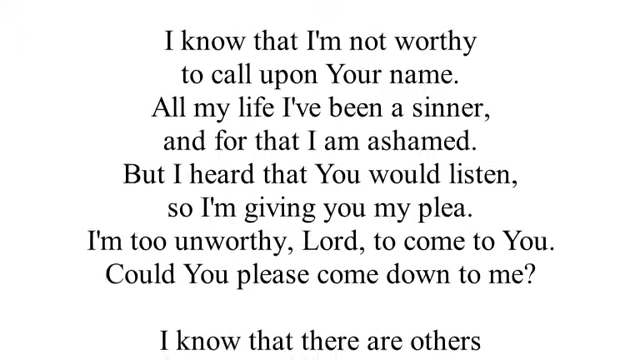 I know that I'm not worthy
to call upon Your name.
All my life I've been a sinner,
and for that I am ashamed.
But I heard that You would listen,
so I'm giving you my plea.
I'm too unworthy, Lord, to come to You.
Could You please come down to me?
I know that there are others